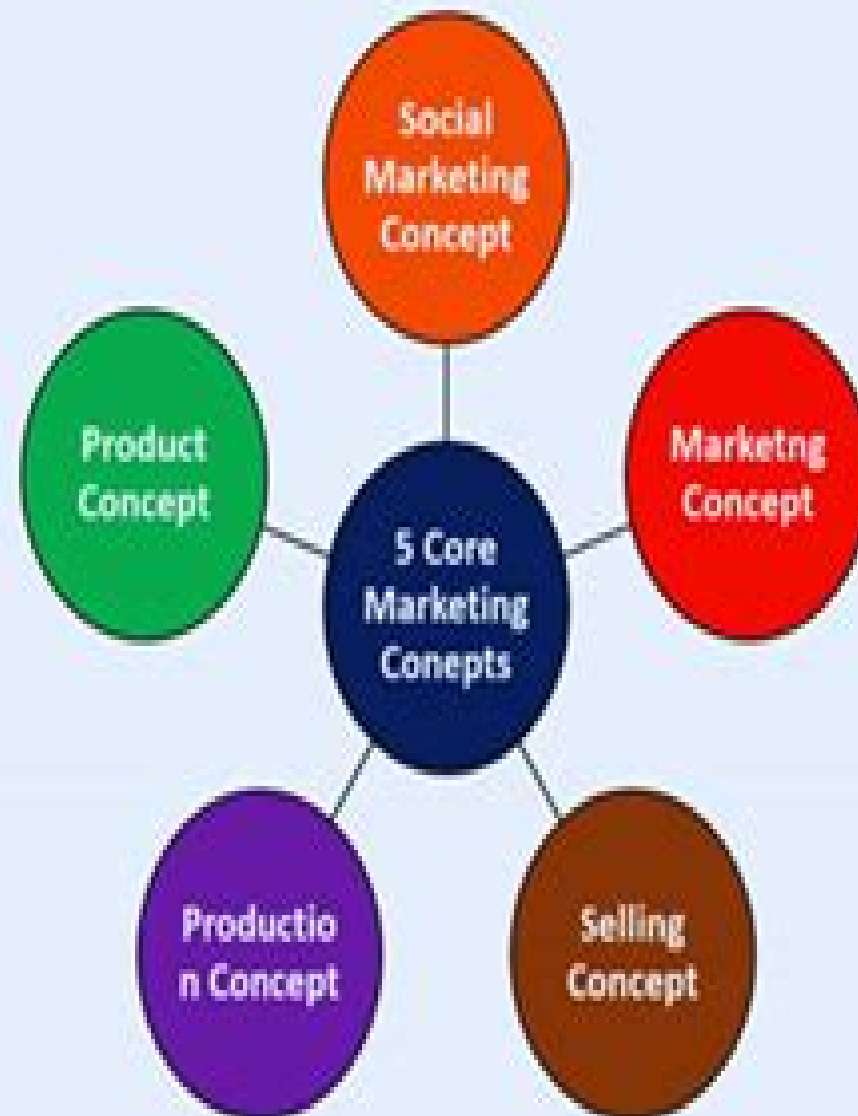 Social
Marketing
Concept
Product
Concept
Marketng
Concept
5 Core
Marketing
Conepts
Productio
n Concept
Selling
Concept